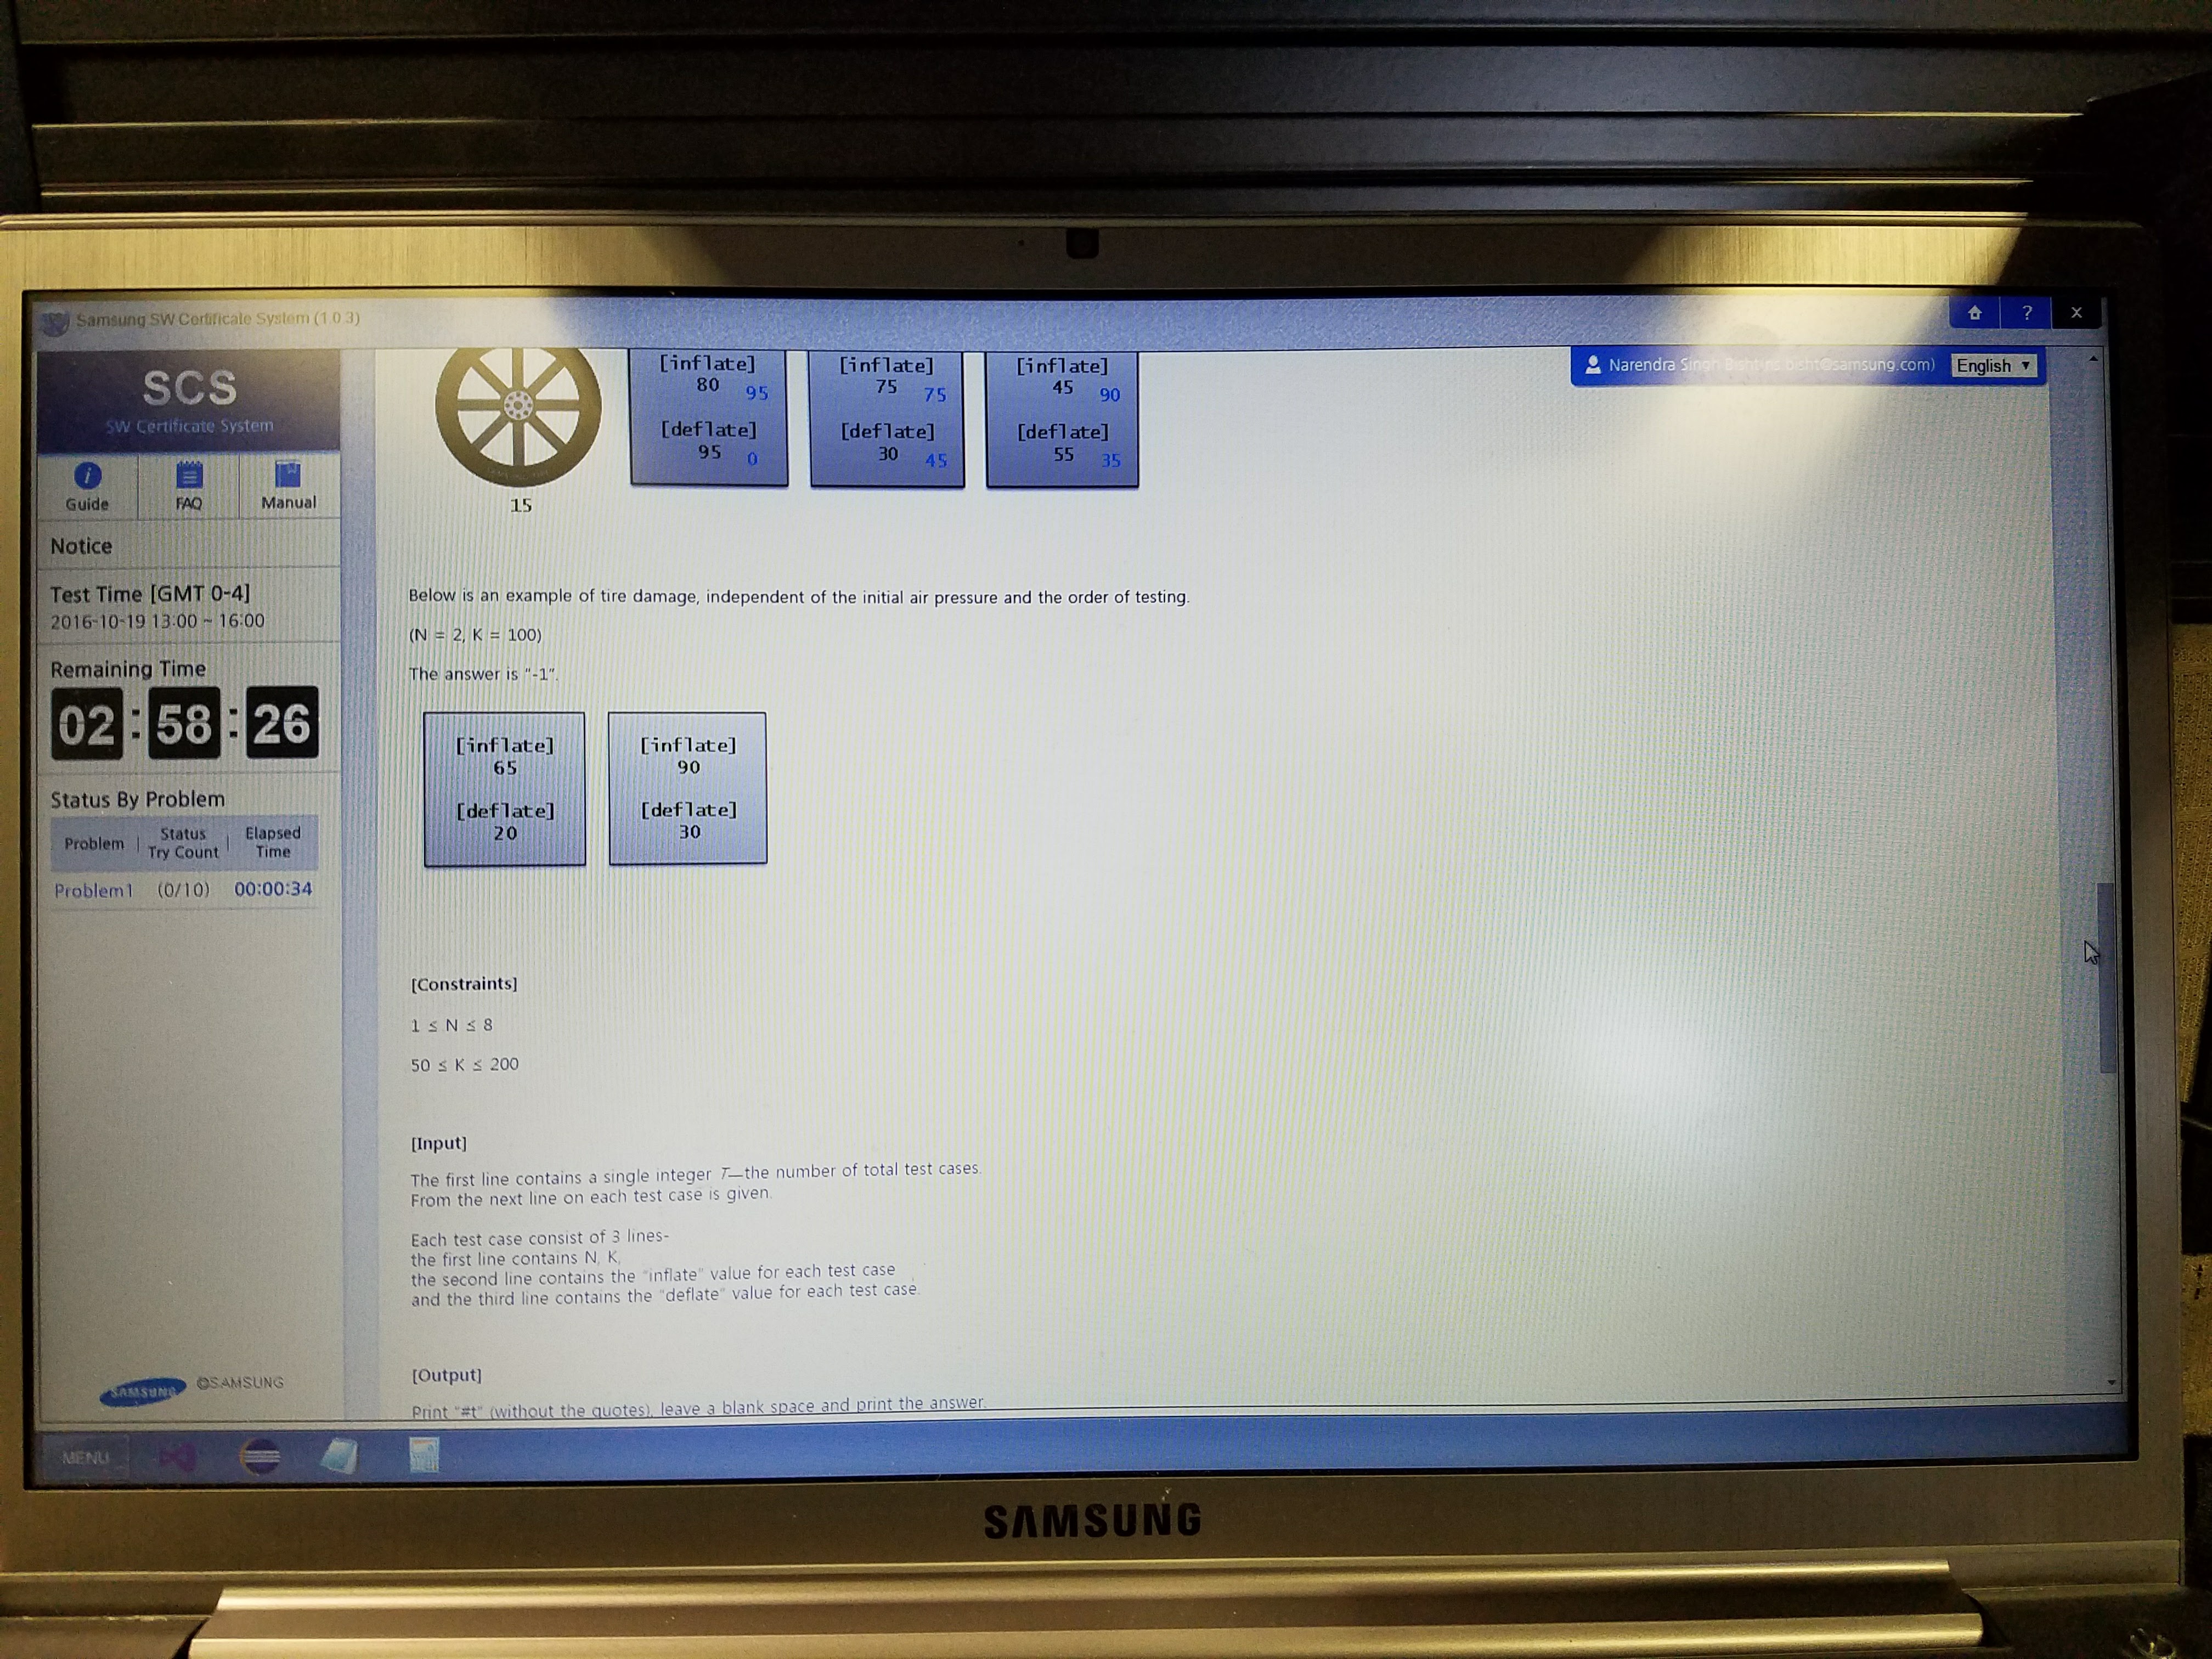 Samsung SW Certificate System (1.0.3)
?
X
SCS
SW Certificate System
Guide
FAQ
Manual
Notice
Test Time [GMT 0-4]
2016-10-19 13:00 ~ 16:00
Remaining Time
02 : 58 : 26
Status By Problem
Problem
Status
Try Count
Elapsed
Time
Problem1 (0/10) 00:00:34
©SAMSUNG
SAMSUNG
Narendra Singh
@samsung.com)
English
[inflate]
80 95
[deflate]
95 0
[inflate]
75 75
[deflate]
30 45
[inflate]
45 90
[deflate]
55 35
15
Below is an example of tire damage, independent of the initial air pressure and the order of testing.
(N = 2, K = 100)
The answer is "-1".
[inflate]
65
[deflate]
20
[inflate]
90
[deflate]
30
[Constraints]
1 ≤ N ≤ 8
50 ≤ K ≤ 200
[Input]
The first line contains a single integer T—the number of total test cases.
From the next line on each test case is given.
Each test case consist of 3 lines-
the first line contains N, K,
the second line contains the "inflate" value for each test case
and the third line contains the "deflate" value for each test case.
[Output]
Print "#t" (without the quotes), leave a blank space and print the answer.
MENU
SAMSUNG